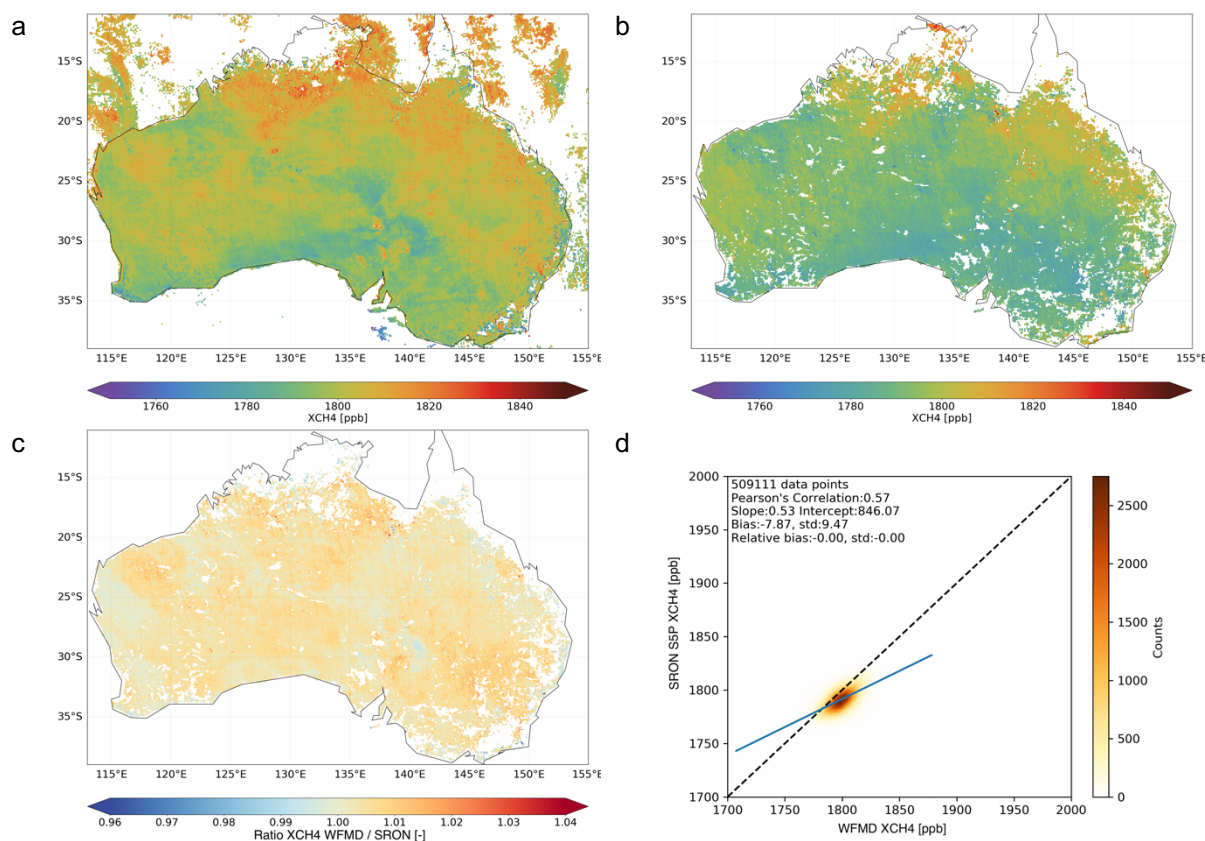 a
15°S
20°S
25°S
30°S
35°S
115°E 120°E 125°E 130°E 135°E 140°E 145°E 150°E 155°E
1760 1780 1800 1820 1840
XCH4 [ppb]
b
15°S
20°S
25°S
30°S
35°S
115°E 120°E 125°E 130°E 135°E 140°E 145°E 150°E 155°E
1760 1780 1800 1820 1840
XCH4 [ppb]
c
15°S
20°S
25°S
30°S
35°S
115°E 120°E 125°E 130°E 135°E 140°E 145°E 150°E 155°E
0.96 0.97 0.98 0.99 1.00 1.01 1.02 1.03 1.04
Ratio XCH4 WFMD / SRON [-]
d
509111 data points
Pearson's Correlation:0.57
Slope:0.53 Intercept:846.07
Bias:-7.87, std:9.47
Relative bias:-0.00, std:-0.00
SRON S5P XCH4 [ppb]
2000
1950
1900
1850
1800
1750
1700
1700 1750 1800 1850 1900 1950 2000
WFMD XCH4 [ppb]
2500
2000
1500
1000
500
0
Counts